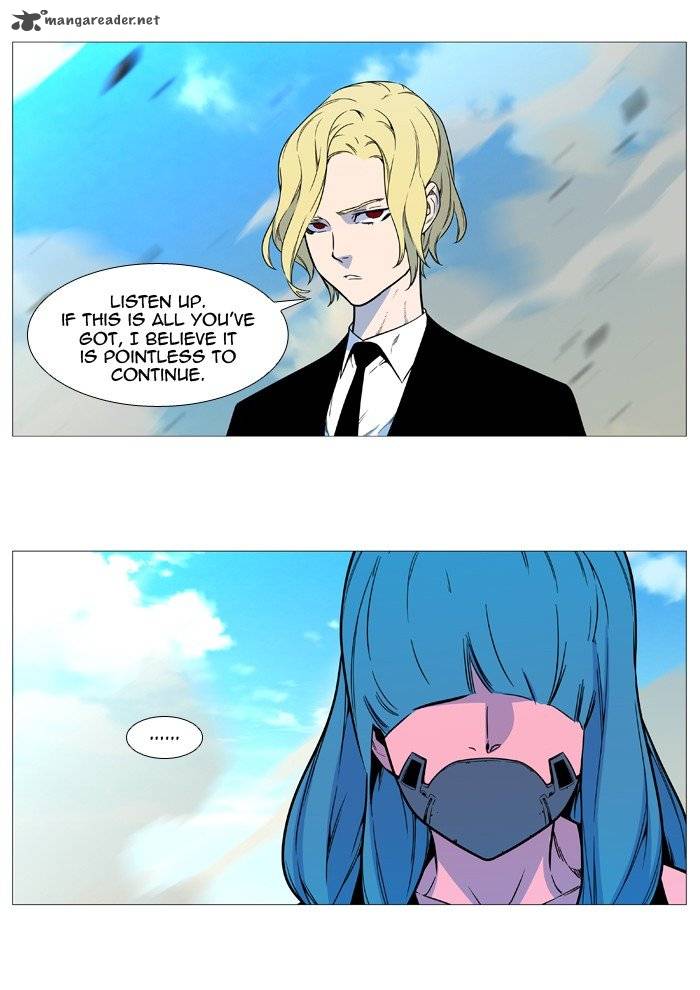 mangareader.net
LISTEN UP.
IF THIS IS ALL YOU'VE
GOT, I BELIEVE IT
IS POINTLESS TO
CONTINUE.
......